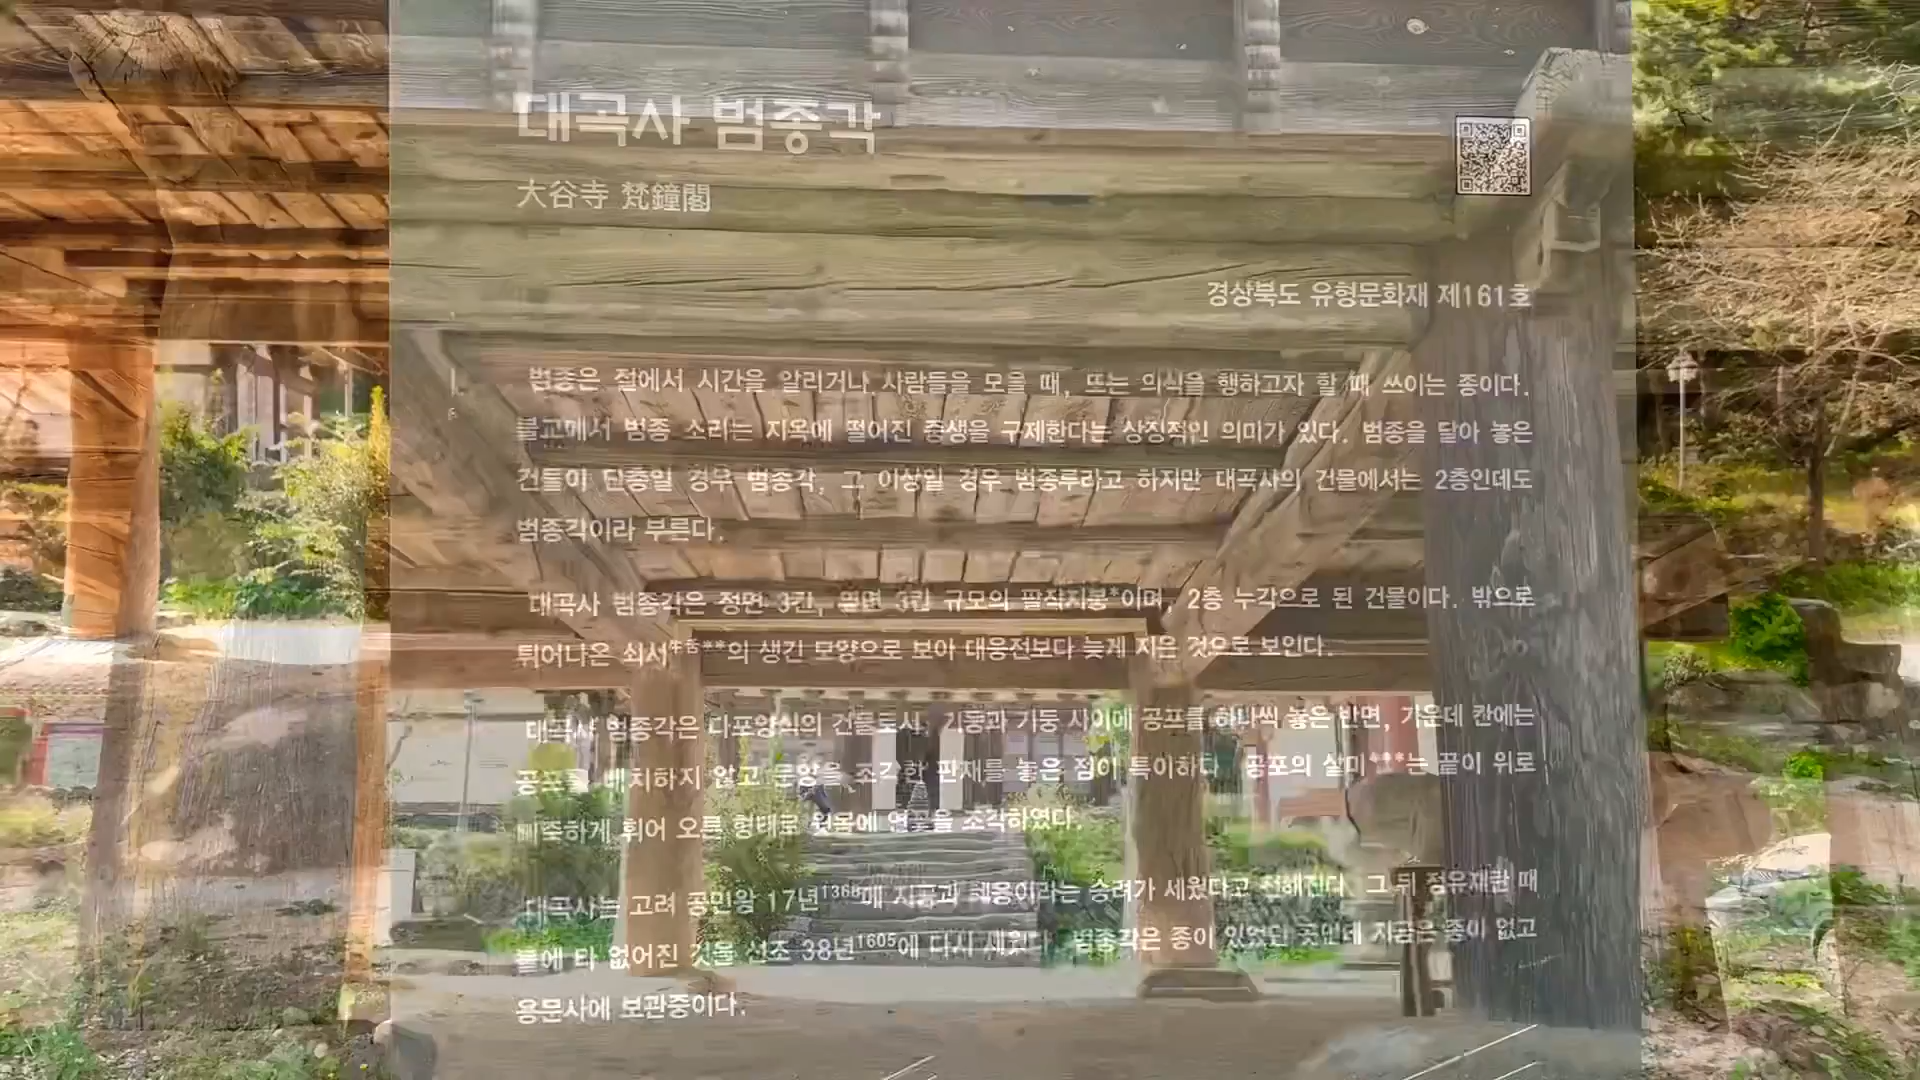 대곡사 범종각
大谷寺 梵鐘閣
경상북도 유형문화재 제161호
범종은 절에서 시간을 알리거나 사람들을 모을 때, 또는 의식을 행하고자 할 때 쓰이는 종이다.
불교에서 범종 소리는 지옥에 떨어진 중생을 구제한다는 상징적인 의미가 있다. 범종을 달아 놓은
건물이 단층일 경우 범종각, 그 이상일 경우 범종루라고 하지만 대곡사의 건물에서는 2층인데도
범종각이라 부른다.
대곡사 범종각은 정면 3칸, 옆면 3칸 규모의 팔작지붕*이며, 2층 누각으로 된 건물이다. 밖으로
튀어나온 쇠서牛舌**의 생긴 모양으로 보아 대웅전보다 늦게 지은 것으로 보인다.
대곡사 범종각은 다포양식의 건물로서, 기둥과 기둥 사이에 공포를 하나씩 놓은 반면, 가운데 칸에는
공포를 배치하지 않고 문양을 조각한 판재를 놓은 점이 특이하다. 공포의 살미***는 끝이 위로
삐죽하게 휘어 오른 형태로 윗몸에 연꽃을 조각하였다.
대곡사는 고려 공민왕 17년1368에 지공과 혜웅이라는 승려가 세웠다고 전해진다. 그 뒤 정유재란 때
불에 타 없어진 것을 선조 38년1605에 다시 세웠다. 범종각은 종이 있었던 곳인데 지금은 종이 없고
용문사에 보관중이다.